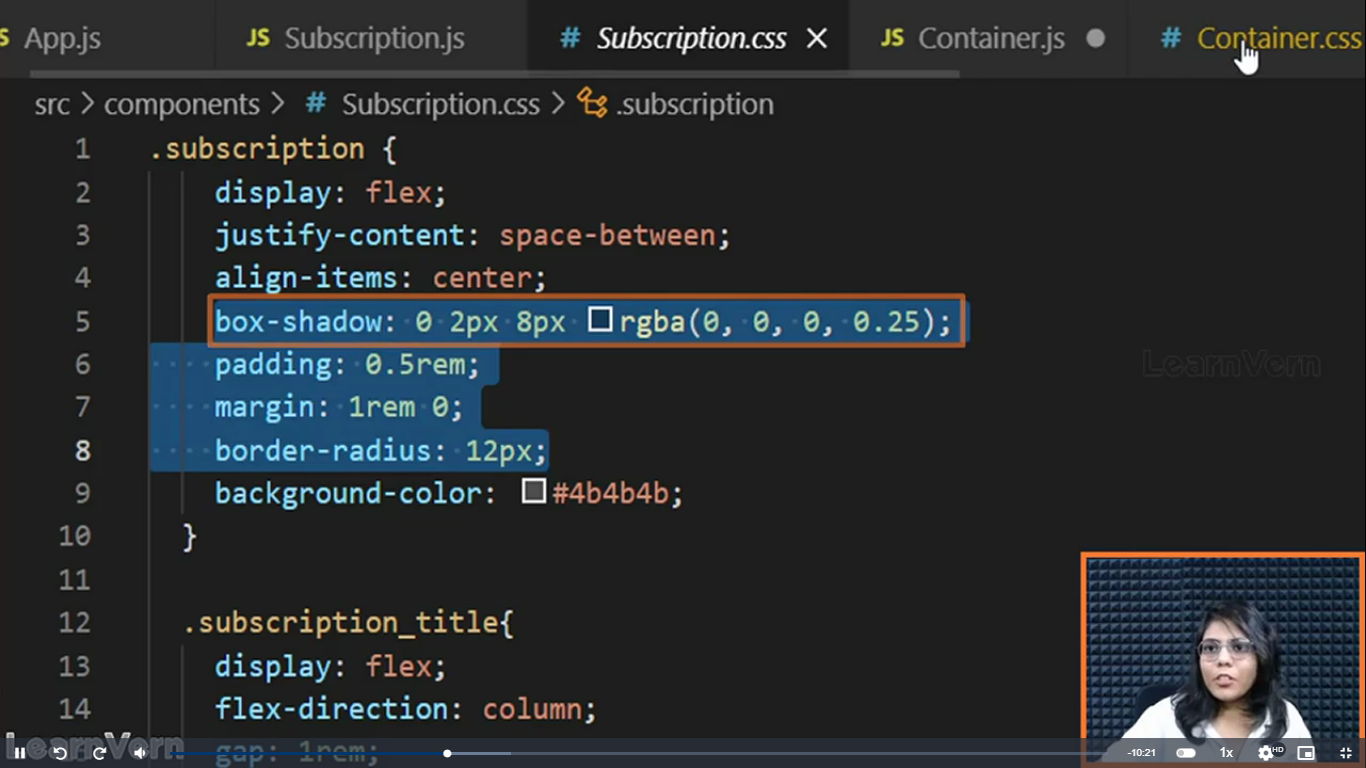 JS App.js JS Subscription.js # Subscription.css JS Container.js # Container.css
src > components > # Subscription.css > .subscription
1 .subscription {
2 display: flex;
3 justify-content: space-between;
4 align-items: center;
5 box-shadow: 0 2px 8px rgba(0, 0, 0, 0.25);
6 padding: 0.5rem;
7 margin: 1rem 0;
8 border-radius: 12px;
9 background-color: #4b4b4b;
10 }
11
12 .subscription_title{
13 display: flex;
14 flex-direction: column;
gap: 1rem;
LearnVern
LearnVern
-10:21 1x HD